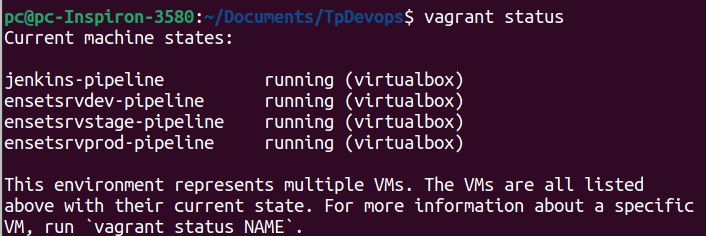 pc@pc-Inspiron-3580:~/Documents/TpDevops$ vagrant status
Current machine states:
jenkins-pipeline          running (virtualbox)
ensetsrvdev-pipeline      running (virtualbox)
ensetsrvstage-pipeline    running (virtualbox)
ensetsrvprod-pipeline     running (virtualbox)
This environment represents multiple VMs. The VMs are all listed
above with their current state. For more information about a specific
VM, run `vagrant status NAME`.